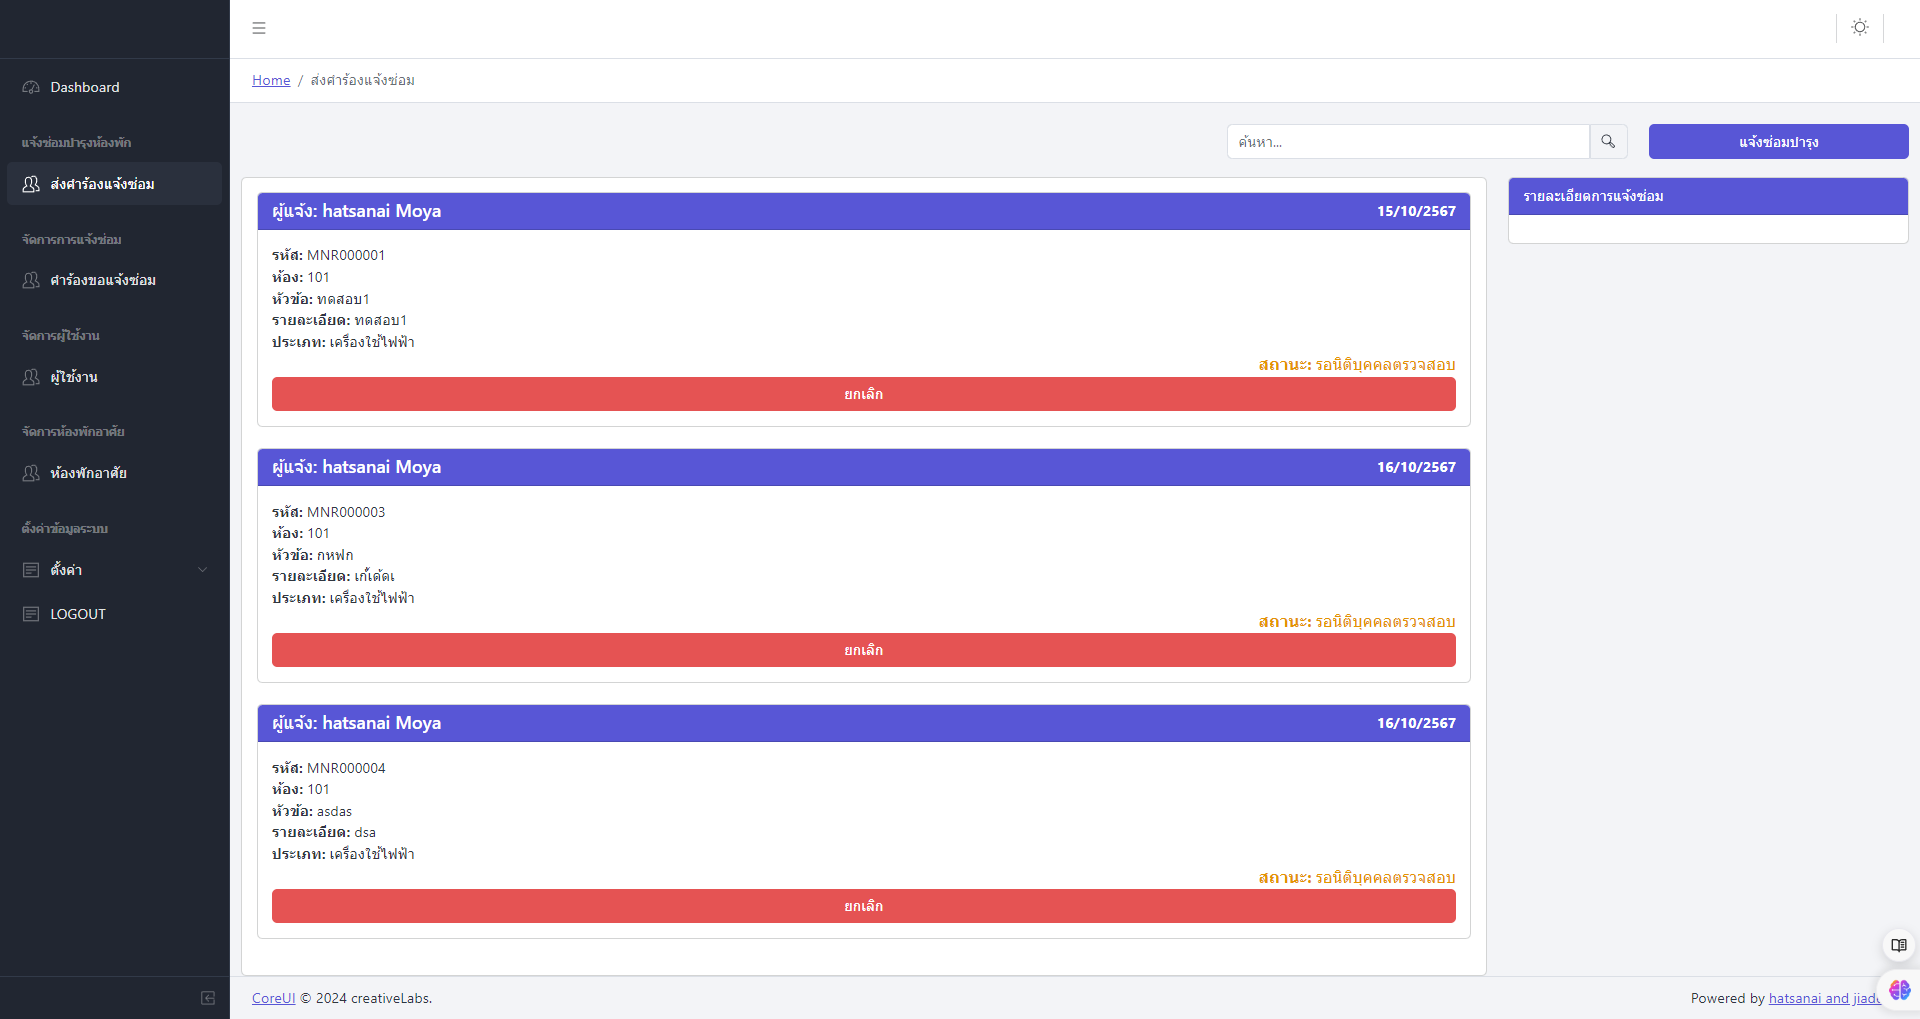 Dashboard
แจ้งซ่อมบำรุงห้องพัก
ส่งคำร้องแจ้งซ่อม
จัดการการแจ้งซ่อม
คำร้องขอแจ้งซ่อม
จัดการผู้ใช้งาน
ผู้ใช้งาน
จัดการห้องพักอาศัย
ห้องพักอาศัย
ตั้งค่าข้อมูลระบบ
ตั้งค่า
LOGOUT
Home / ส่งคำร้องแจ้งซ่อม
ค้นหา...
แจ้งซ่อมบำรุง
ผู้แจ้ง: hatsanai Moya 15/10/2567
รหัส: MNR000001
ห้อง: 101
หัวข้อ: ทดสอบ1
รายละเอียด: ทดสอบ1
ประเภท: เครื่องใช้ไฟฟ้า
สถานะ: รอนิติบุคคลตรวจสอบ
ยกเลิก
ผู้แจ้ง: hatsanai Moya 16/10/2567
รหัส: MNR000003
ห้อง: 101
หัวข้อ: กหฟก
รายละเอียด:
ประเภท: เครื่องใช้ไฟฟ้า
สถานะ: รอนิติบุคคลตรวจสอบ
ยกเลิก
ผู้แจ้ง: hatsanai Moya 16/10/2567
รหัส: MNR000004
ห้อง: 101
หัวข้อ: asdas
รายละเอียด: dsa
ประเภท: เครื่องใช้ไฟฟ้า
สถานะ: รอนิติบุคคลตรวจสอบ
ยกเลิก
รายละเอียดการแจ้งซ่อม
CoreUI © 2024 creativeLabs.
Powered by hatsanai and